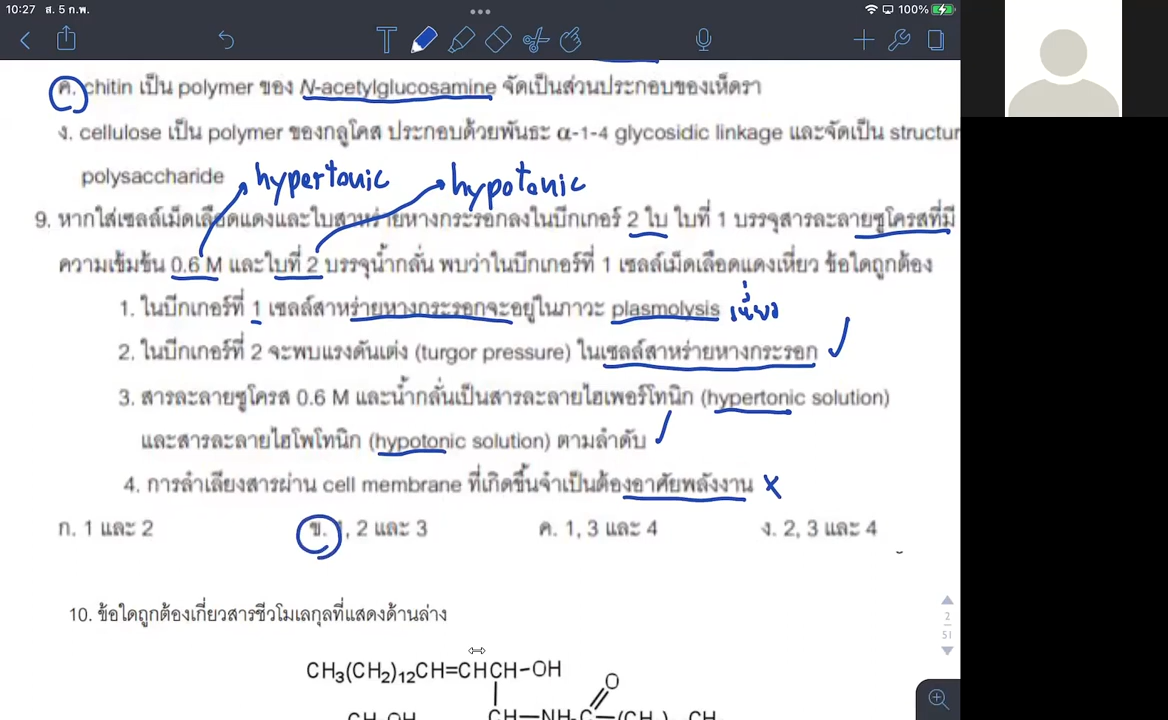 10:27 ส. 5 ก.พ.
100%
ค. chitin เป็น polymer ของ N-acetylglucosamine จัดเป็นส่วนประกอบของเห็ดรา
ง. cellulose เป็น polymer ของกลูโคส ประกอบด้วยพันธะ α-1-4 glycosidic linkage และจัดเป็น structur
polysaccharide
hypertonic
hypotonic
9. หากใส่เซลล์เม็ดเลือดแดงและใบสาหร่ายหางกระรอกลงในบีกเกอร์ 2 ใบ ใบที่ 1 บรรจุสารละลายซูโครสที่มี
ความเข้มข้น 0.6 M และใบที่ 2 บรรจุน้ำกลั่น พบว่าในบีกเกอร์ที่ 1 เซลล์เม็ดเลือดแดงเหี่ยว ข้อใดถูกต้อง
1. ในบีกเกอร์ที่ 1 เซลล์สาหร่ายหางกระรอกจะอยู่ในภาวะ plasmolysis
2. ในบีกเกอร์ที่ 2 จะพบแรงดันเต่ง (turgor pressure) ในเซลล์สาหร่ายหางกระรอก
3. สารละลายซูโครส 0.6 M และน้ำกลั่นเป็นสารละลายไฮเพอร์โทนิก (hypertonic solution)
และสารละลายไฮโพโทนิก (hypotonic solution) ตามลำดับ
4. การลำเลียงสารผ่าน cell membrane ที่เกิดขึ้นจำเป็นต้องอาศัยพลังงาน
ก. 1 และ 2 ข. 1, 2 และ 3 ค. 1, 3 และ 4 ง. 2, 3 และ 4
10. ข้อใดถูกต้องเกี่ยวสารชีวโมเลกุลที่แสดงด้านล่าง
2
51
CH₃(CH₂)₁₂CH=CHCH-OH
O